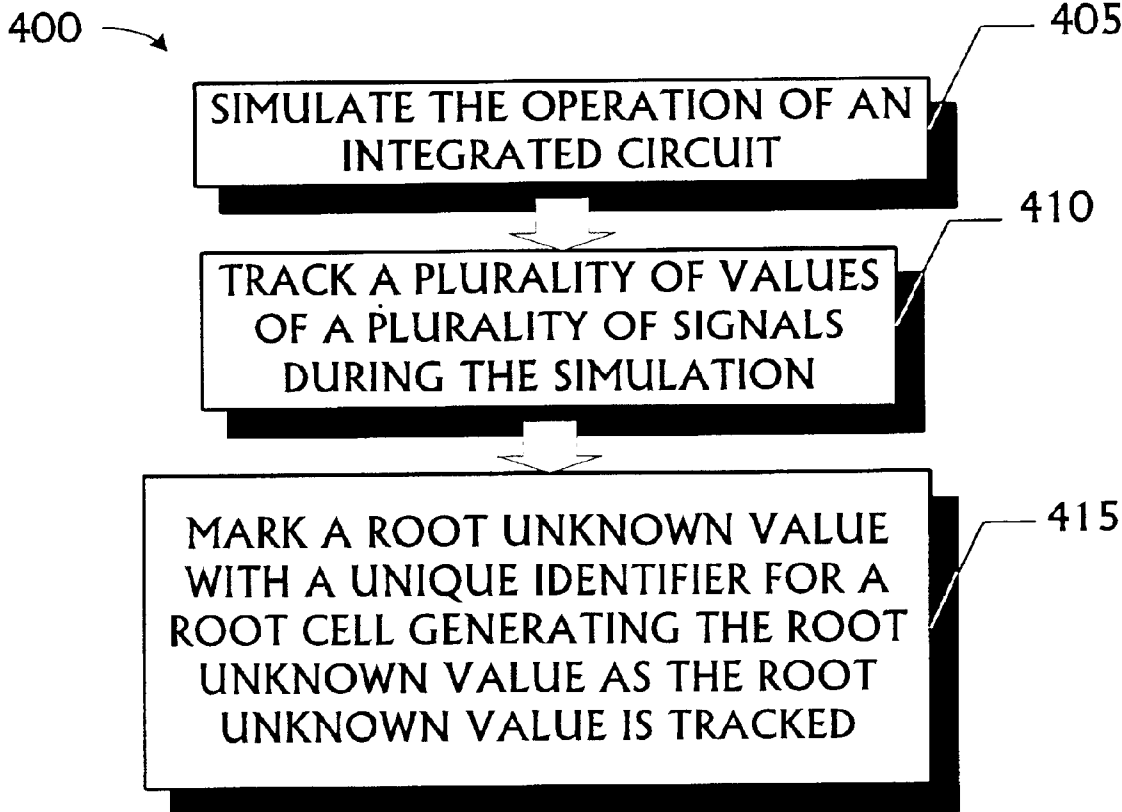 400
405
SIMULATE THE OPERATION OF AN
INTEGRATED CIRCUIT
410
TRACK A PLURALITY OF VALUES
OF A PLURALITY OF SIGNALS
DURING THE SIMULATION
415
MARK A ROOT UNKNOWN VALUE
WITH A UNIQUE IDENTIFIER FOR A
ROOT CELL GENERATING THE ROOT
UNKNOWN VALUE AS THE ROOT
UNKNOWN VALUE IS TRACKED